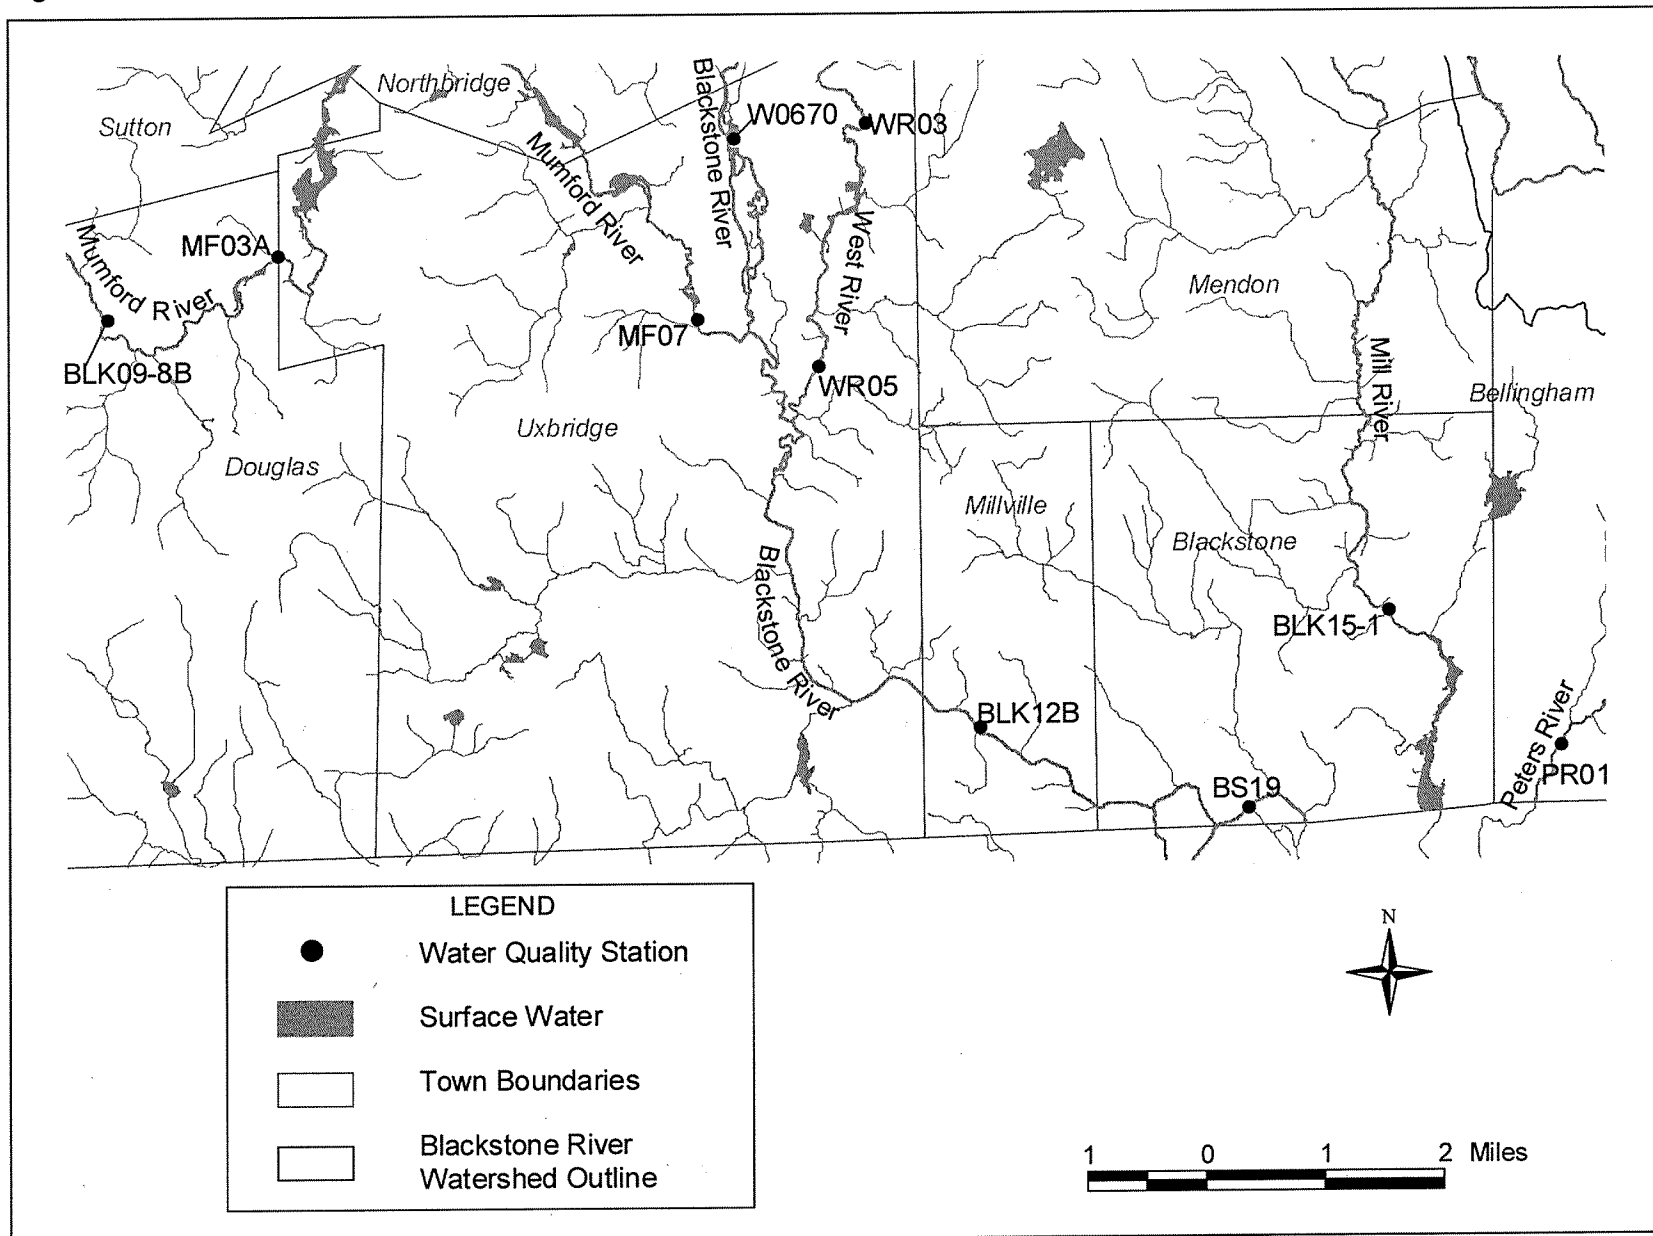 Northbridge
Sutton
Blackstone River
W0670
WR03
Mumford River
MF03A
Mumford River
West River
Mendon
BLK09-8B
MF07
WR05
Mill River
Bellingham
Uxbridge
Douglas
Millville
Blackstone
Blackstone River
BLK15-1
BLK12B
BS19
Peters River
PR01
LEGEND
Water Quality Station
Surface Water
Town Boundaries
Blackstone River
Watershed Outline
N
1 0 1 2 Miles